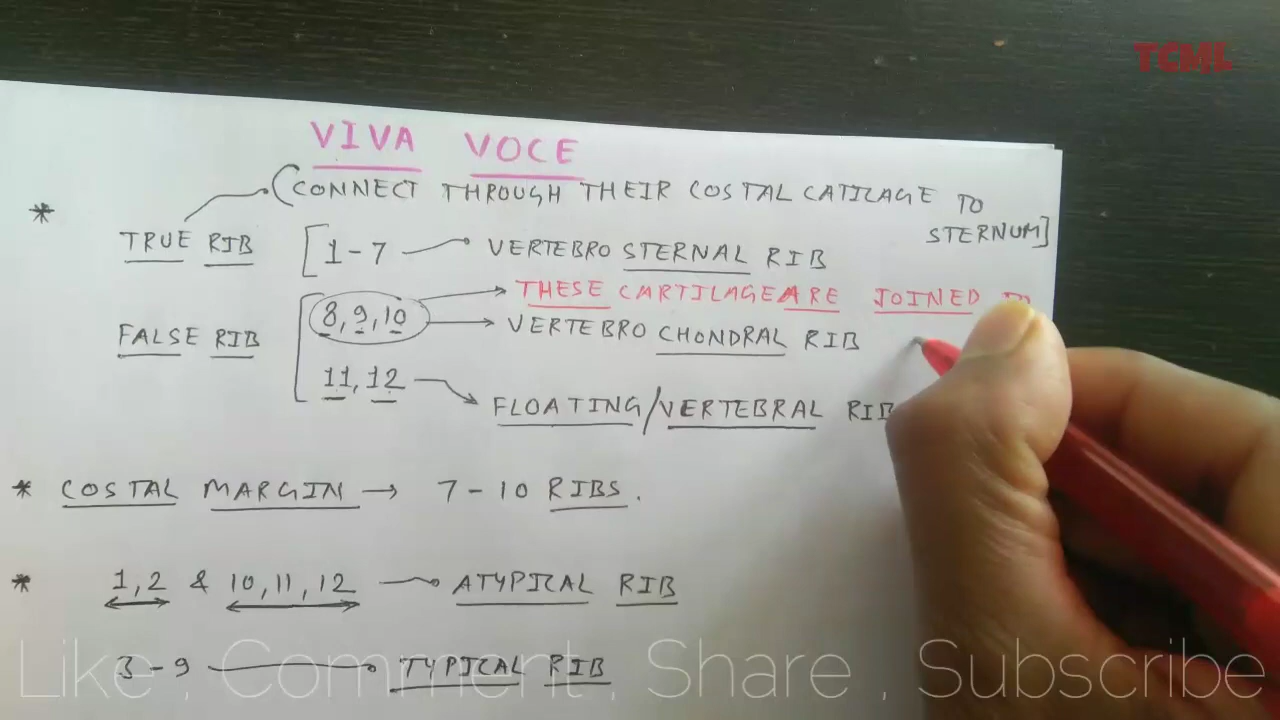 TCML
VIVA VOCE
(CONNECT THROUGH THEIR COSTAL CATILAGE TO
STERNUM]
* TRUE RIB [1-7 VERTEBRO STERNAL RIB
THESE CARTILAGE ARE JOINED
FALSE RIB [8, 9, 10 VERTEBRO CHONDRAL RIB
11, 12 FLOATING/VERTEBRAL RIB
* COSTAL MARGIN → 7-10 RIBS.
* 1,2 & 10,11,12 ATYPICAL RIB
3-9 TYPICAL RIB
Like , Comment , Share , Subscribe